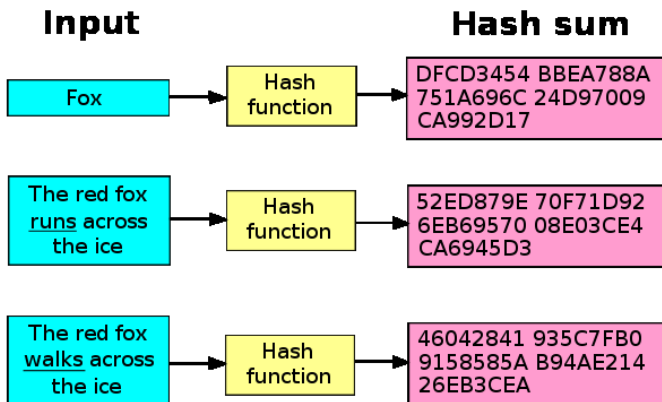 Input
Hash sum
Fox
Hash
function
DFCD3454 BBEA788A
751A696C 24D97009
CA992D17
The red fox
runs across
the ice
Hash
function
52ED879E 70F71D92
6EB69570 08E03CE4
CA6945D3
The red fox
walks across
the ice
Hash
function
46042841 935C7FB0
9158585A B94AE214
26EB3CEA